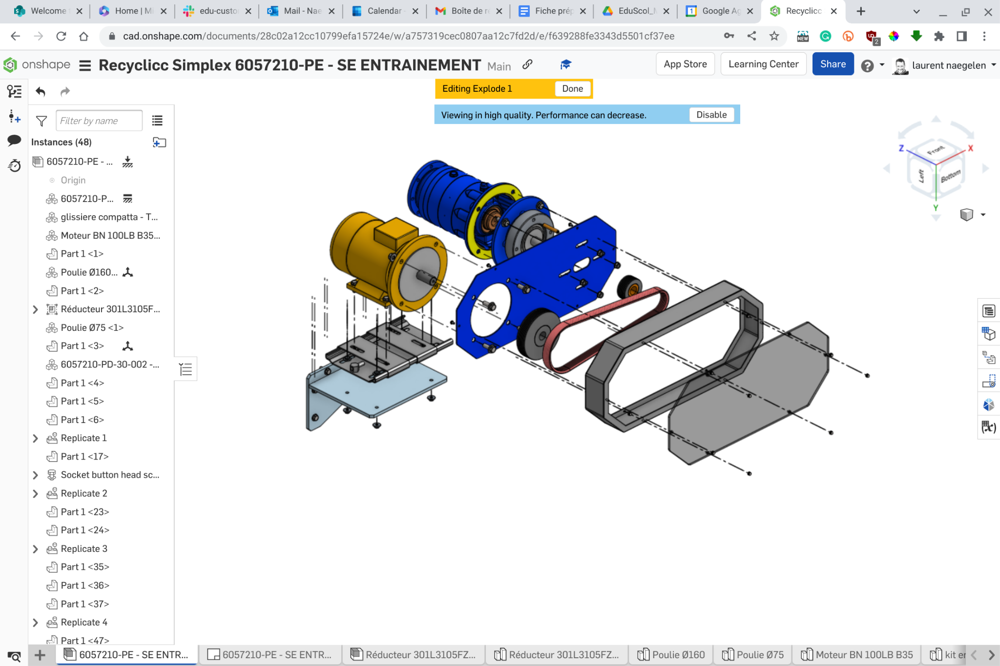 Welcome
Home | Mi
edu-custo
Mail - Nae
Calendar -
Boîte de re
Fiche prép
EduScol_M
Google Ag
Recyclicc
cad.onshape.com/documents/28c02a12cc10799efa15724e/w/a757319cec0807aa12c7fd2d/e/f639288fe3343d5501cf37ee
NEW
2
onshape
Recyclicc Simplex 6057210-PE - SE ENTRAINEMENT Main
App Store
Learning Center
Share
laurent naegelen
Editing Explode 1
Done
Viewing in high quality. Performance can decrease.
Disable
Filter by name
Instances (48)
6057210-PE - ...
Origin
6057210-P...
glissiere compatta - T...
Moteur BN 100LB B35...
Part 1 <1>
Poulie Ø160...
Part 1 <2>
Réducteur 301L3105F...
Poulie Ø75 <1>
Part 1 <3>
6057210-PD-30-002 -...
Part 1 <4>
Part 1 <5>
Part 1 <6>
Replicate 1
Part 1 <17>
Socket button head sc...
Replicate 2
Part 1 <23>
Part 1 <24>
Replicate 3
Part 1 <35>
Part 1 <36>
Part 1 <37>
Replicate 4
Part 1 <47>
Z
X
Front
Left
Bottom
Y
6057210-PE - SE ENTR...
6057210-PE - SE ENTR...
Réducteur 301L3105FZ...
Réducteur 301L3105FZ...
Poulie Ø160
Poulie Ø75
Moteur BN 100LB B35
kit er